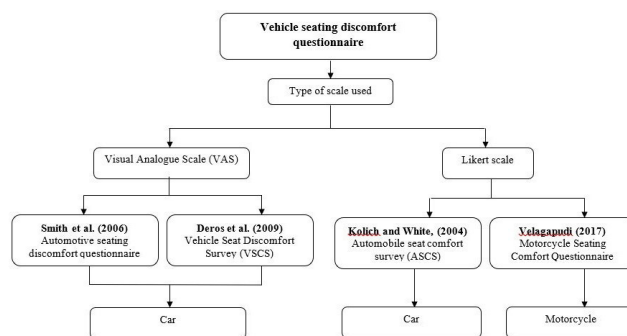 Vehicle seating discomfort
questionnaire
Type of scale used
Visual Analogue Scale (VAS)
Likert scale
Smith et al. (2006)
Automotive seating
discomfort questionnaire
Deros et al. (2009)
Vehicle Seat Discomfort
Survey (VSCS)
Kolich and White, (2004)
Automobile seat comfort
survey (ASCS)
Velagapudi (2017)
Motorcycle Seating
Comfort Questionnaire
Car
Car
Motorcycle